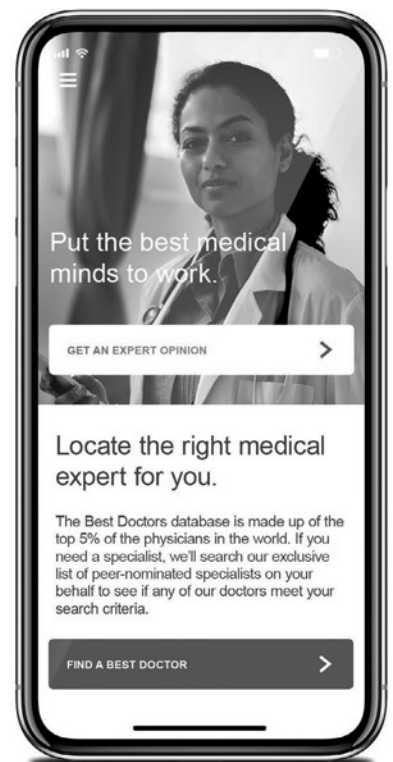 Put the best medical
minds to work.
GET AN EXPERT OPINION
Locate the right medical
expert for you.
The Best Doctors database is made up of the
top 5% of the physicians in the world. If you
need a specialist, we'll search our exclusive
list of peer-nominated specialists on your
behalf to see if any of our doctors meet your
search criteria.
FIND A BEST DOCTOR